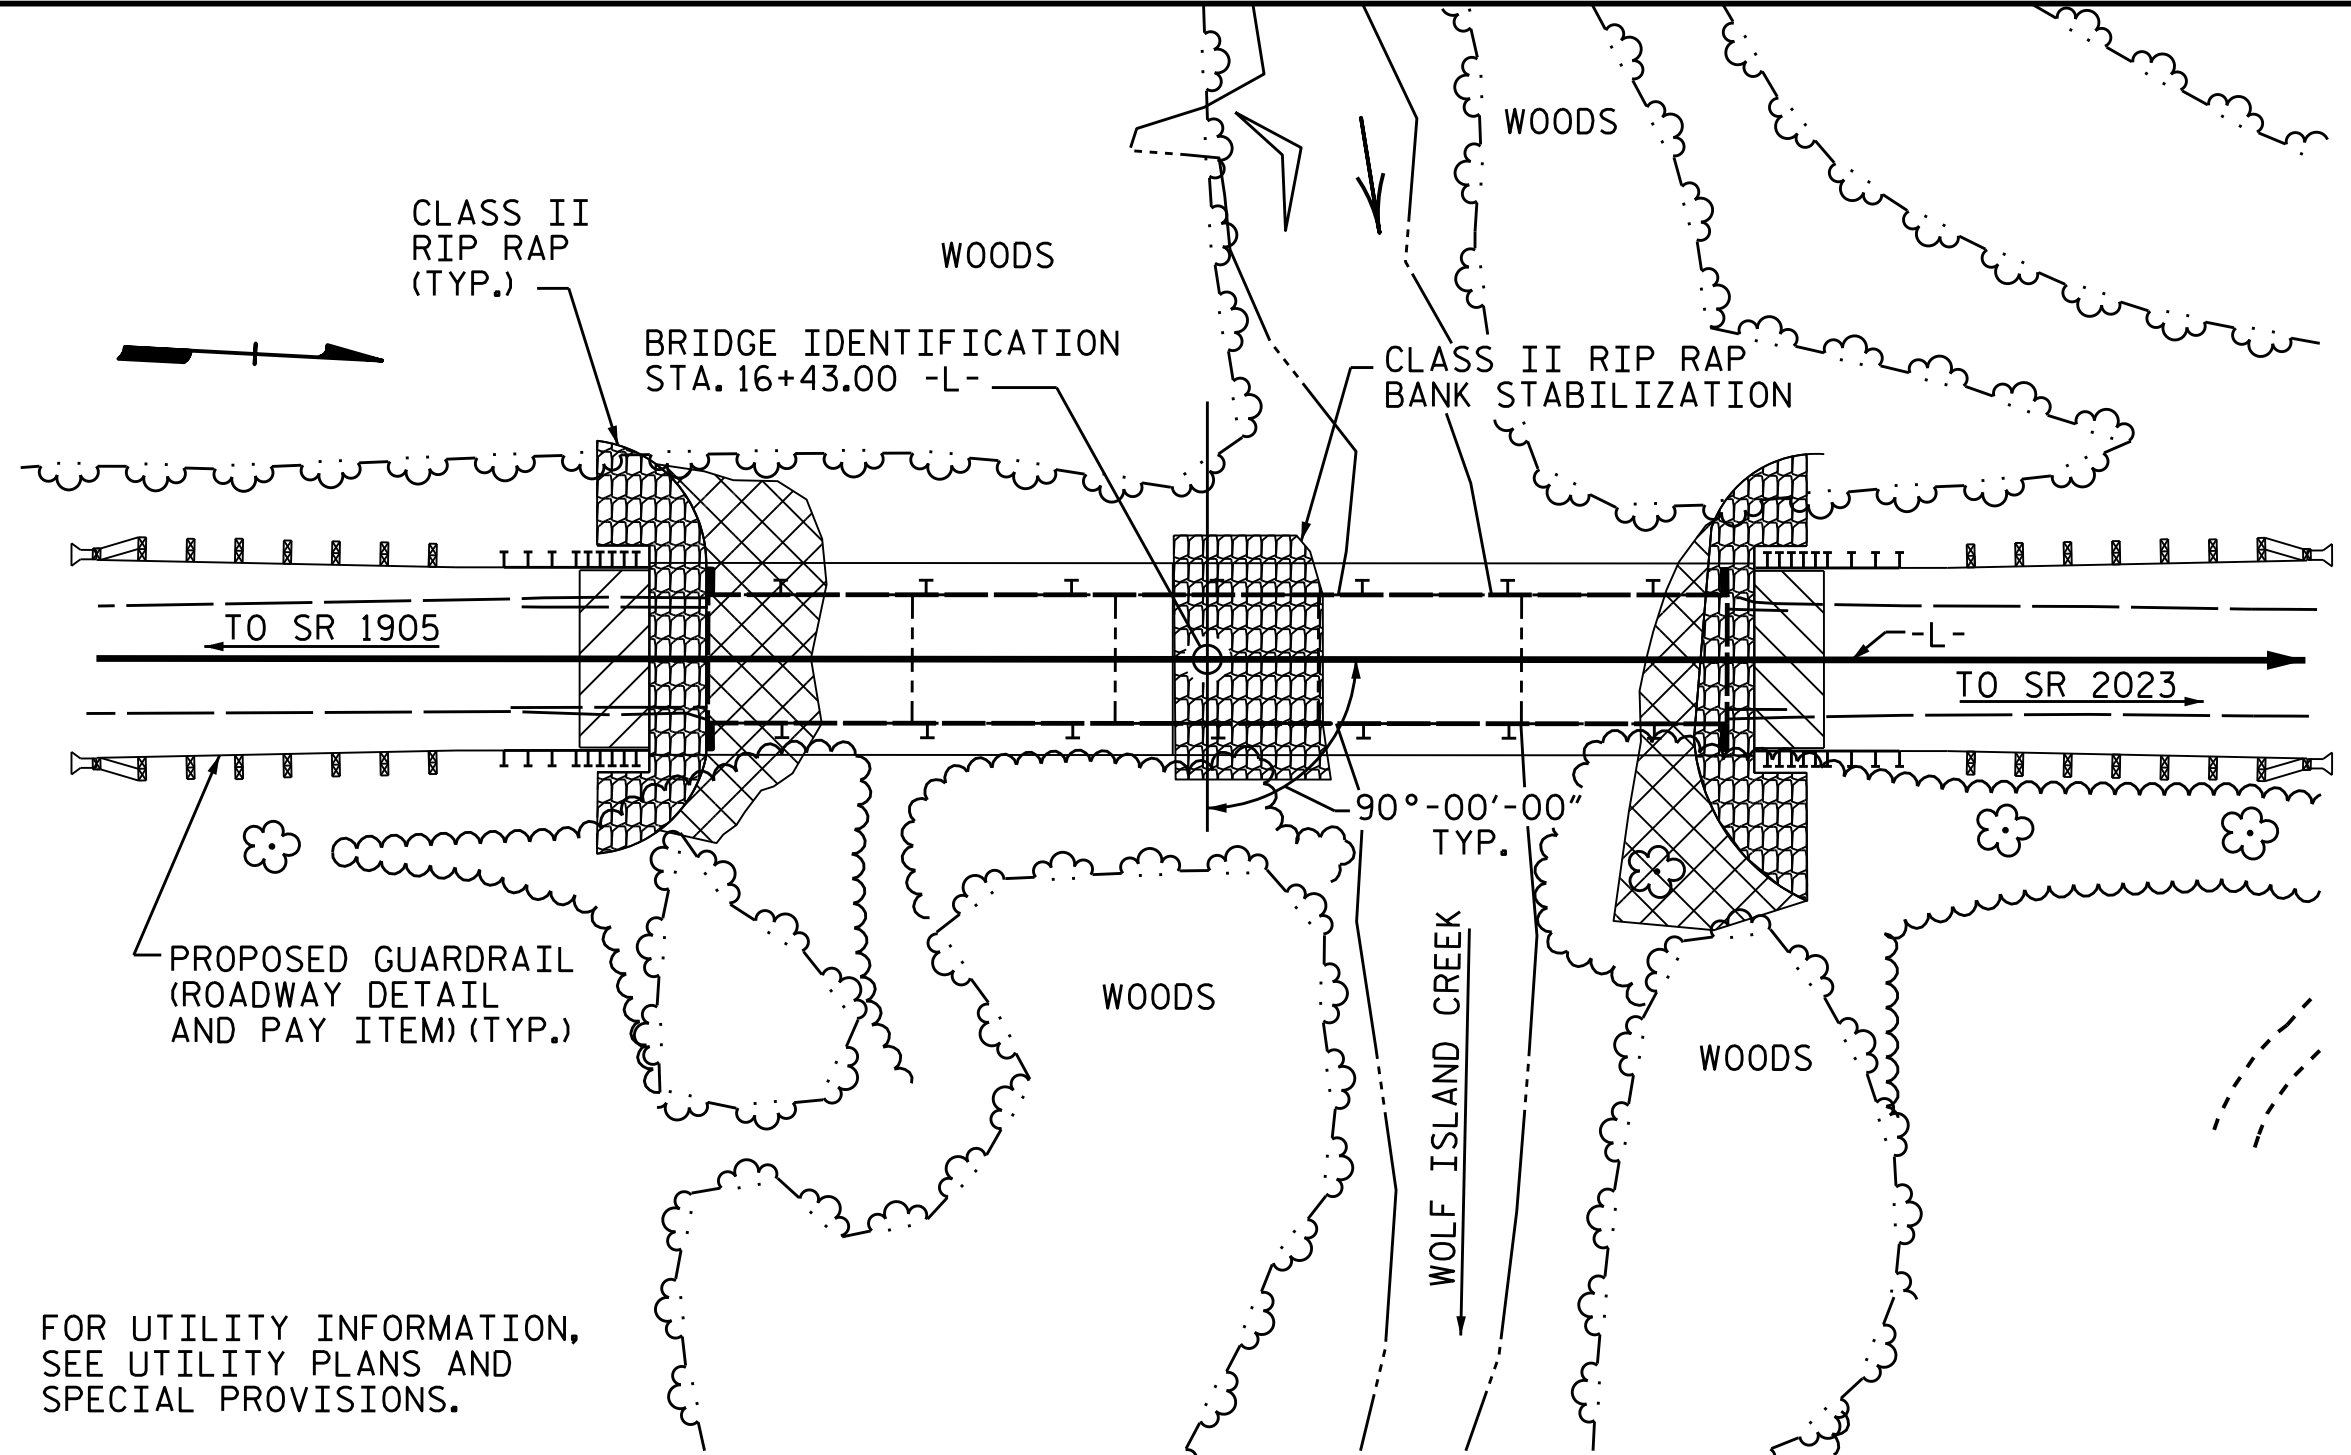 WOODS
CLASS II
RIP RAP
(TYP.)
WOODS
BRIDGE IDENTIFICATION
STA. 16+43.00 -L-
CLASS II RIP RAP
BANK STABILIZATION
TO SR 1905
-L-
TO SR 2023
90°-00'-00"
TYP.
PROPOSED GUARDRAIL
(ROADWAY DETAIL
AND PAY ITEM) (TYP.)
WOODS
WOLF ISLAND CREEK
WOODS
FOR UTILITY INFORMATION,
SEE UTILITY PLANS AND
SPECIAL PROVISIONS.